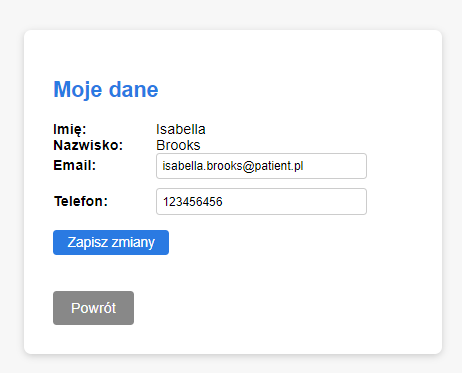 Moje dane
Imię: Isabella
Nazwisko: Brooks
Email: isabella.brooks@patient.pl
Telefon: 123456456
Zapisz zmiany
Powrót